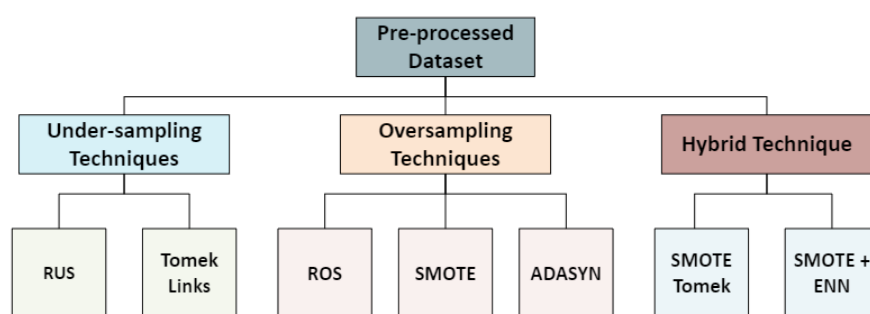 Pre-processed
Dataset
Under-sampling
Techniques
Oversampling
Techniques
Hybrid Technique
RUS
Tomek
Links
ROS
SMOTE
ADASYN
SMOTE
Tomek
SMOTE +
ENN